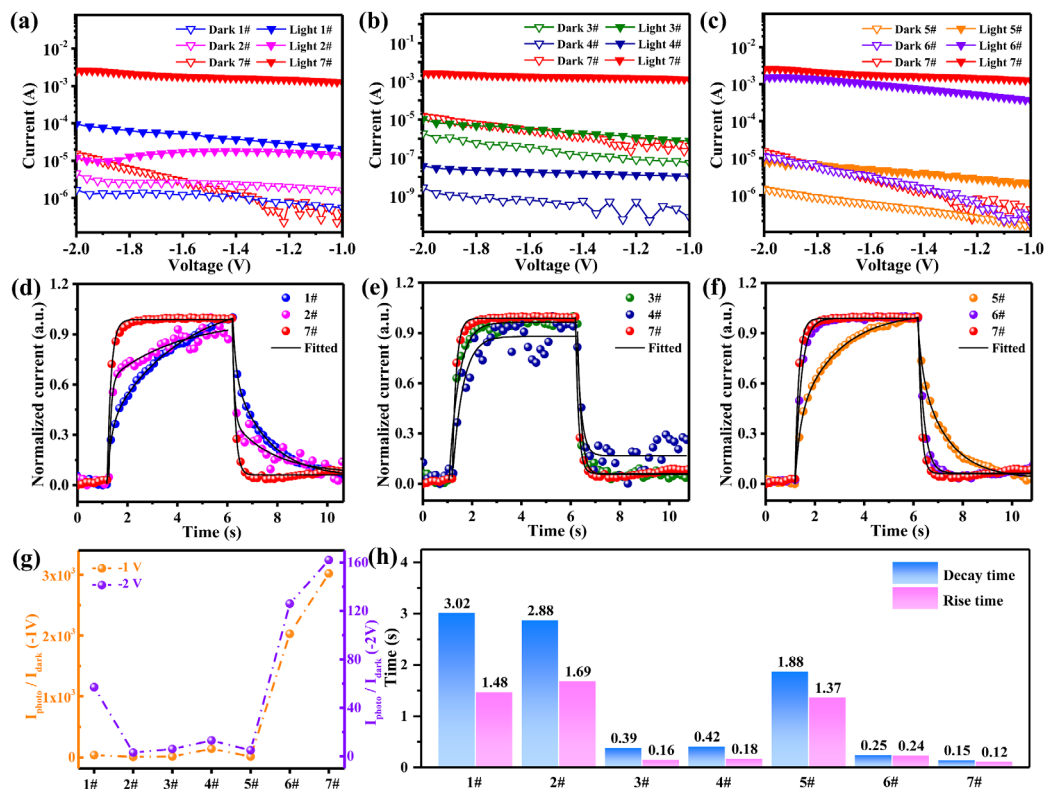 (a)
Dark 1# Light 1#
Dark 2# Light 2#
Dark 7# Light 7#
Current (A)
10⁻²
10⁻³
10⁻⁴
10⁻⁵
10⁻⁶
-2.0 -1.8 -1.6 -1.4 -1.2 -1.0
Voltage (V)
(b)
Dark 3# Light 3#
Dark 4# Light 4#
Dark 7# Light 7#
Current (A)
10⁻¹
10⁻³
10⁻⁵
10⁻⁷
10⁻⁹
-2.0 -1.8 -1.6 -1.4 -1.2 -1.0
Voltage (V)
(c)
Dark 5# Light 5#
Dark 6# Light 6#
Dark 7# Light 7#
Current (A)
10⁻²
10⁻³
10⁻⁴
10⁻⁵
10⁻⁶
-2.0 -1.8 -1.6 -1.4 -1.2 -1.0
Voltage (V)
(d)
1#
2#
7#
Fitted
Normalized current (a.u.)
1.2
0.9
0.6
0.3
0.0
0 2 4 6 8 10
Time (s)
(e)
3#
4#
7#
Fitted
Normalized current (a.u.)
1.2
0.9
0.6
0.3
0.0
0 2 4 6 8 10
Time (s)
(f)
5#
6#
7#
Fitted
Normalized current (a.u.)
1.2
0.9
0.6
0.3
0.0
0 2 4 6 8 10
Time (s)
(g)
-1 V
-2 V
I_photo / I_dark (-1V)
3x10³
2x10³
1x10³
0
I_photo / I_dark (-2V)
160
120
80
40
0
1# 2# 3# 4# 5# 6# 7#
(h)
Decay time
Rise time
Time (s)
4
3
2
1
0
3.02 1.48
2.88 1.69
0.39 0.16
0.42 0.18
1.88 1.37
0.25 0.24
0.15 0.12
1# 2# 3# 4# 5# 6# 7#